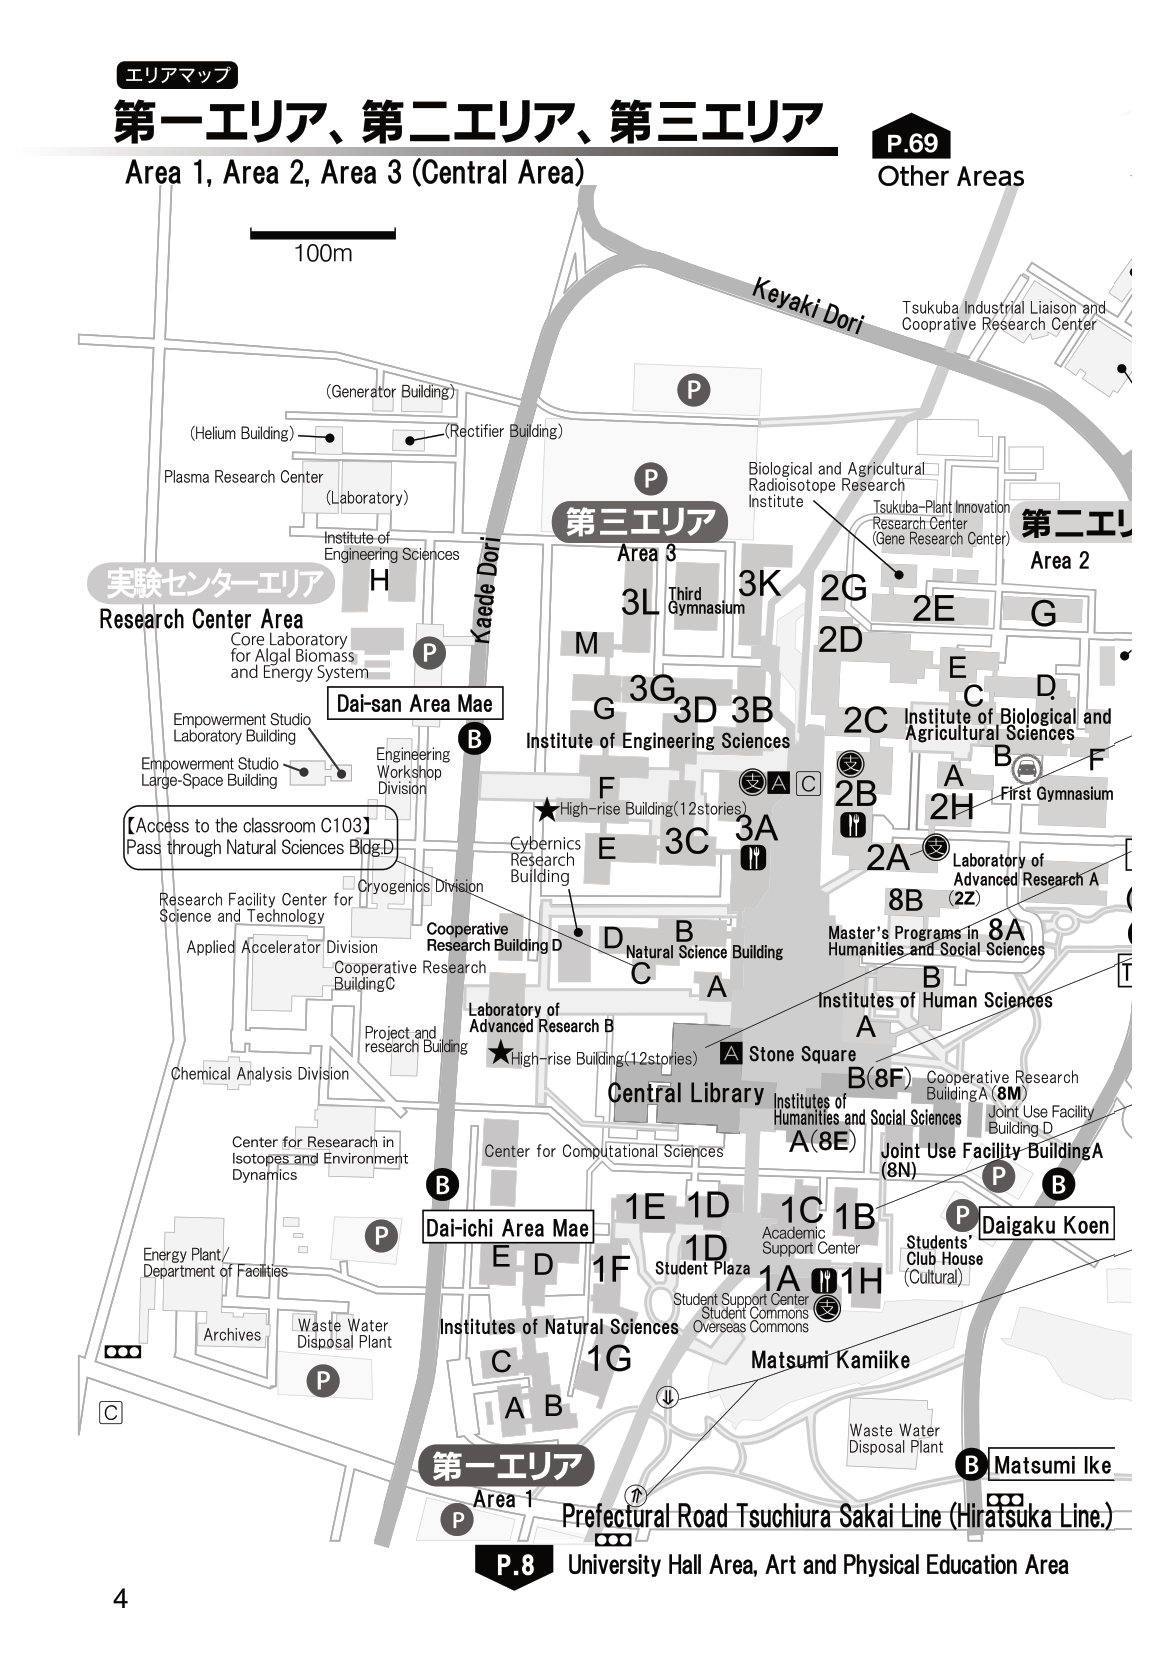 エリアマップ
第一エリア、第二エリア、第三エリア
Area 1, Area 2, Area 3 (Central Area)
P.69
Other Areas
100m
Keyaki Dori
Tsukuba Industrial Liaison and
Cooprative Research Center
(Generator Building)
P
(Helium Building)
(Rectifier Building)
Plasma Research Center
(Laboratory)
P
Biological and Agricultural
Radioisotope Research
Institute
Tsukuba-Plant Innovation
Research Center
(Gene Research Center)
第三エリア
Area 3
第二エリ
Area 2
Institute of
Engineering Sciences
H
Kaede Dori
実験センターエリア
Research Center Area
3L
Third
Gymnasium
3K
2G
2E
G
Core Laboratory
for Algal Biomass
and Energy System
P
M
2D
E
C
D
Dai-san Area Mae
B
3G
G
3D
3B
2C
Institute of Biological and
Agricultural Sciences
Institute of Engineering Sciences
Empowerment Studio
Laboratory Building
Empowerment Studio
Large-Space Building
Engineering
Workshop
Division
F
支
A
C
支
2B
B
A
F
First Gymnasium
2H
★High-rise Building(12stories)
【Access to the classroom C103】
Pass through Natural Sciences Bldg.D
Cybernics
Research
Building
E
3C
3A
2A
支
Laboratory of
Advanced Research A
(2Z)
8B
Cryogenics Division
Research Facility Center for
Science and Technology
Applied Accelerator Division
Cooperative Research
BuildingC
Cooperative
Research Building D
D
B
Natural Science Building
C
A
Master's Programs in
Humanities and Social Sciences
8A
T
B
Institutes of Human Sciences
A
Laboratory of
Advanced Research B
★High-rise Building(12stories)
Project and
research Building
Chemical Analysis Division
A
Stone Square
Central Library
B(8F)
Institutes of
Humanities and Social Sciences
A(8E)
Cooperative Research
BuildingA(8M)
Joint Use Facility
Building D
Joint Use Facility BuildingA
(8N)
Center for Researach in
Isotopes and Environment
Dynamics
Center for Computational Sciences
B
P
B
Dai-ichi Area Mae
1E
1D
1C
1B
Academic
Support Center
P
Daigaku Koen
P
Energy Plant/
Department of Facilities
E
D
1F
1D
Student Plaza
1A
1H
Students'
Club House
(Cultural)
Student Support Center
Student Commons
Overseas Commons
支
Archives
Waste Water
Disposal Plant
Institutes of Natural Sciences
C
1G
Matsumi Kamiike
P
C
A
B
Waste Water
Disposal Plant
第一エリア
Area 1
P
B
Matsumi Ike
Prefectural Road Tsuchiura Sakai Line (Hiratsuka Line.)
P.8
University Hall Area, Art and Physical Education Area
4